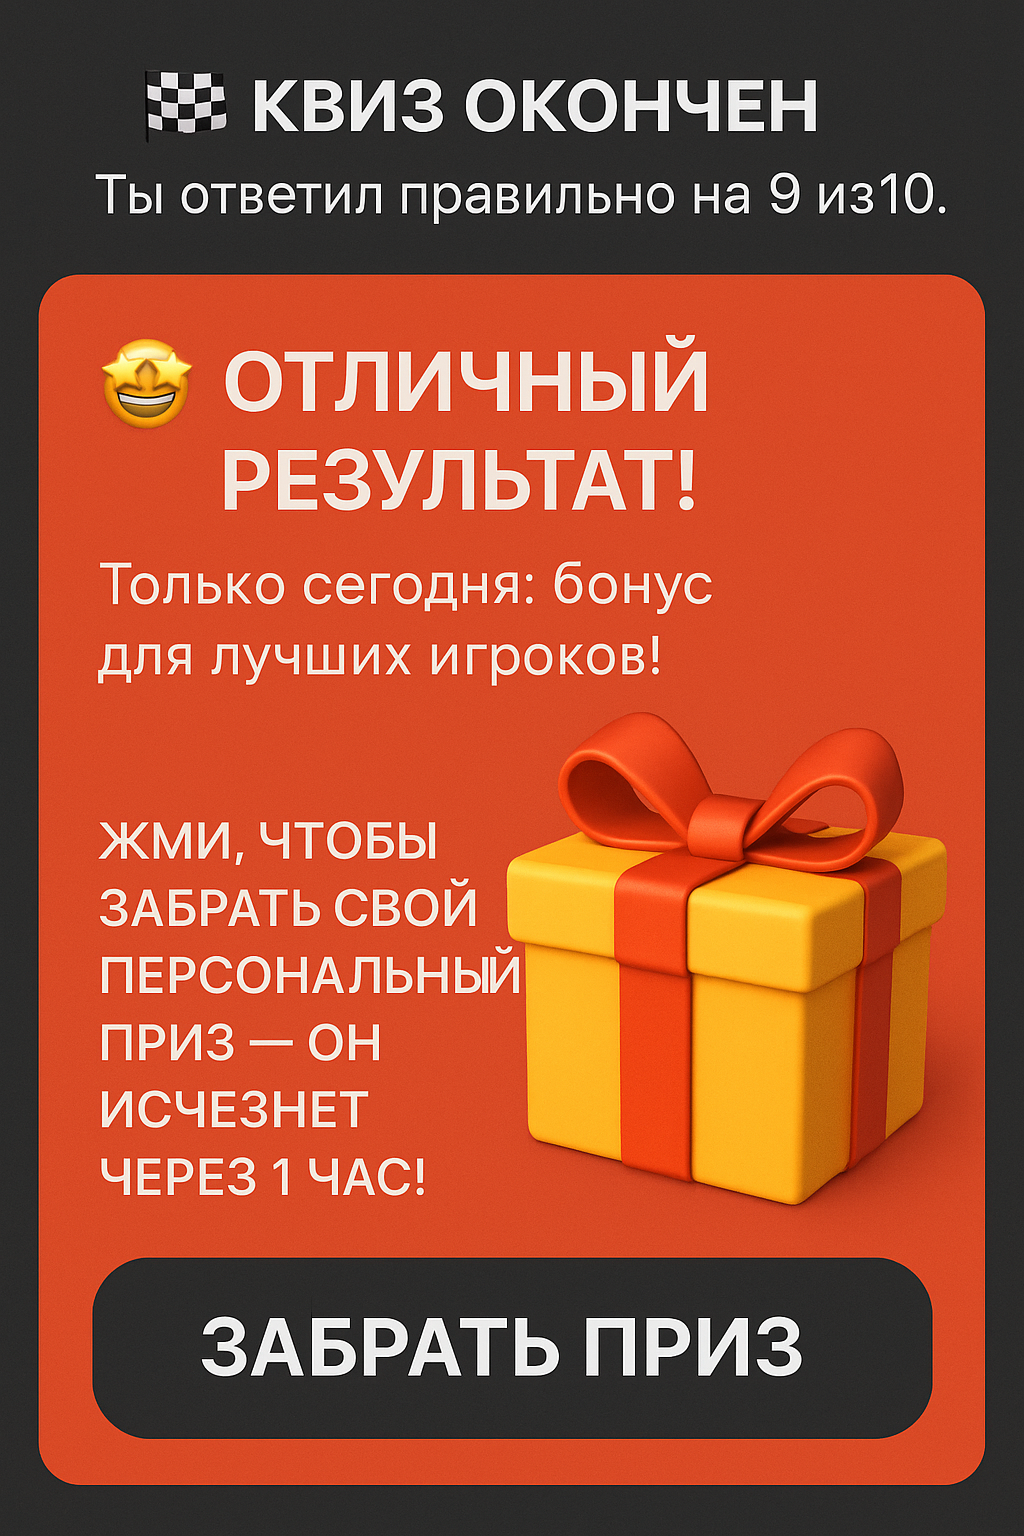 КВИЗ ОКОНЧЕН
Ты ответил правильно на 9 из10.
ОТЛИЧНЫЙ
РЕЗУЛЬТАТ!
Только сегодня: бонус
для лучших игроков!
ЖМИ, ЧТОБЫ
ЗАБРАТЬ СВОЙ
ПЕРСОНАЛЬНЫЙ
ПРИЗ — ОН
ИСЧЕЗНЕТ
ЧЕРЕЗ 1 ЧАС!
ЗАБРАТЬ ПРИЗ